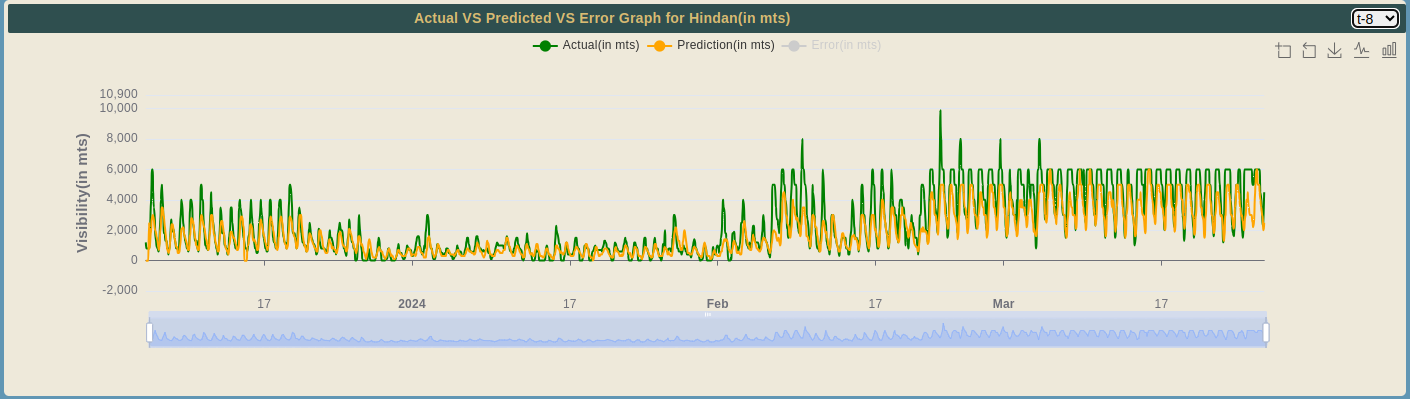 Actual VS Predicted VS Error Graph for Hindan(in mts)
t-8
Actual(in mts) Prediction(in mts) Error(in mts)
Visibility(in mts)
10,900
10,000
8,000
6,000
4,000
2,000
0
-2,000
17 2024 17 Feb 17 Mar 17